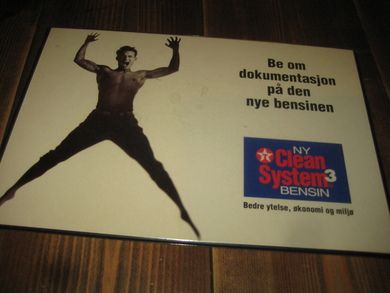 Be om
dokumentasjon
på den
nye bensinen
NY
Clean
System3
BENSIN
Bedre ytelse, økonomi og miljø